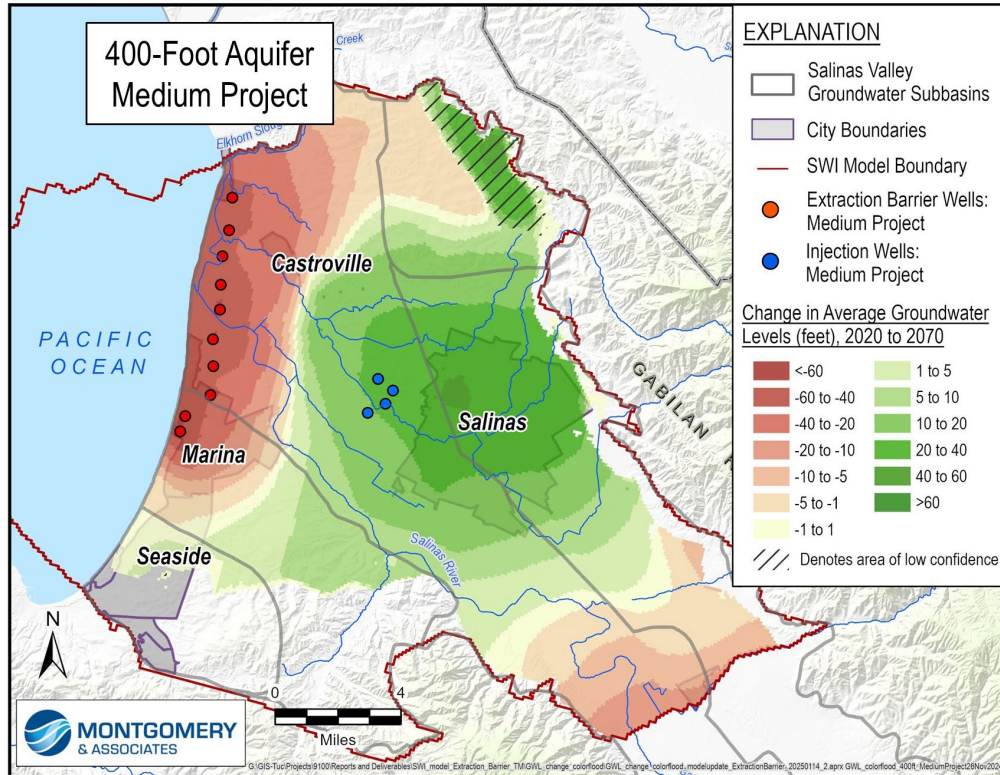 400-Foot Aquifer
Medium Project
Creek
Elkhorn Slough
Castroville
PACIFIC
OCEAN
Salinas
Marina
GABILAN
Seaside
Salinas River
N
0 4
Miles
MONTGOMERY
& ASSOCIATES
EXPLANATION
Salinas Valley
Groundwater Subbasins
City Boundaries
SWI Model Boundary
Extraction Barrier Wells:
Medium Project
Injection Wells:
Medium Project
Change in Average Groundwater
Levels (feet), 2020 to 2070
<-60 1 to 5
-60 to -40 5 to 10
-40 to -20 10 to 20
-20 to -10 20 to 40
-10 to -5 40 to 60
-5 to -1 >60
-1 to 1
Denotes area of low confidence